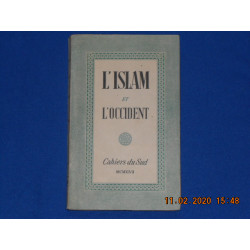 L'ISLAM
ET
L'OCCIDENT
Cahiers du Sud
11.02.2020 15:48